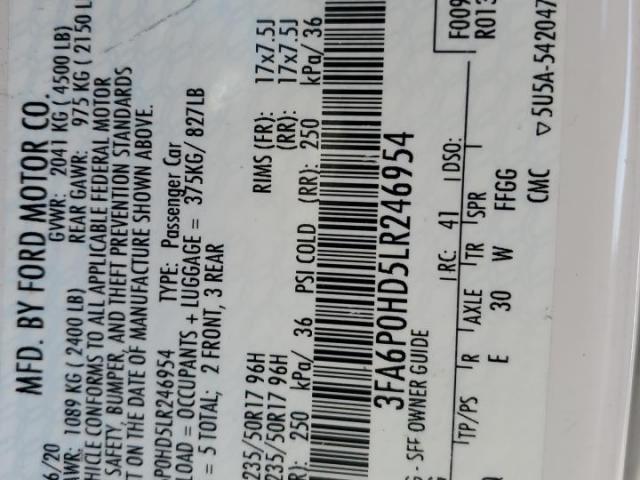 MFD. BY FORD MOTOR CO.
6/20 GVWR: 2041 KG ( 4500 LB)
AWR: 1089 KG ( 2400 LB) REAR GAWR: 975 KG ( 2150 L
HICLE CONFORMS TO ALL APPLICABLE FEDERAL MOTOR
SAFETY, BUMPER, AND THEFT PREVENTION STANDARDS
T ON THE DATE OF MANUFACTURE SHOWN ABOVE.
P0HD5LR246954 TYPE: Passenger Car
LOAD = OCCUPANTS + LUGGAGE = 375KG/ 827LB
= 5 TOTAL; 2 FRONT, 3 REAR
235/50R17 96H RIMS (FR): 17x7.5J
235/50R17 96H (RR): 17x7.5J
R): 250 kPa/ 36 PSI COLD (RR): 250 kPa/ 36
3FA6P0HD5LR246954
- SFF OWNER GUIDE
RC: 41 DSO:
F009
R013
TP/PS R AXLE TR SPR
E 30 W FFGG
CMC ▽5U5A-542047